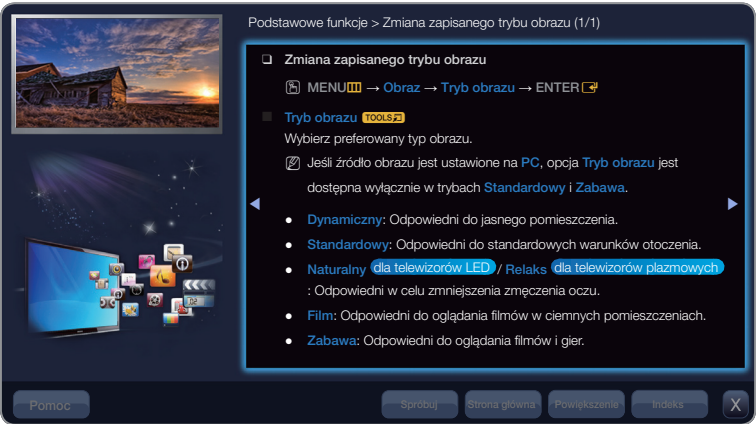 Podstawowe funkcje > Zmiana zapisanego trybu obrazu (1/1)
❏ Zmiana zapisanego trybu obrazu
MENU → Obraz → Tryb obrazu → ENTER
Tryb obrazu TOOLS
Wybierz preferowany typ obrazu.
Jeśli źródło obrazu jest ustawione na PC, opcja Tryb obrazu jest
dostępna wyłącznie w trybach Standardowy i Zabawa.
● Dynamiczny: Odpowiedni do jasnego pomieszczenia.
● Standardowy: Odpowiedni do standardowych warunków otoczenia.
● Naturalny dla telewizorów LED / Relaks dla telewizorów plazmowych
: Odpowiedni w celu zmniejszenia zmęczenia oczu.
● Film: Odpowiedni do oglądania filmów w ciemnych pomieszczeniach.
● Zabawa: Odpowiedni do oglądania filmów i gier.
Pomoc
Spróbuj
Strona główna
Powiększenie
Indeks
X